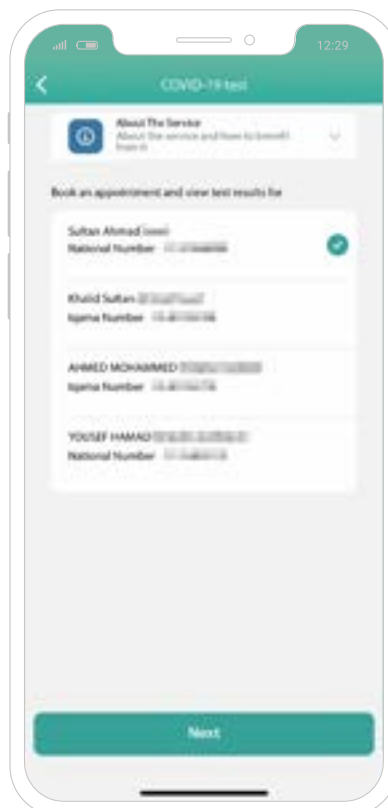 12:29
COVID-19 test
About The Service
About the service and how to benefit
from it
Book an appointment and view test results for
Sultan Ahmad
National Number
Khalid Sultan
Iqama Number
AHMED MOHAMMED
Iqama Number
YOUSEF HAMAD
National Number
Next